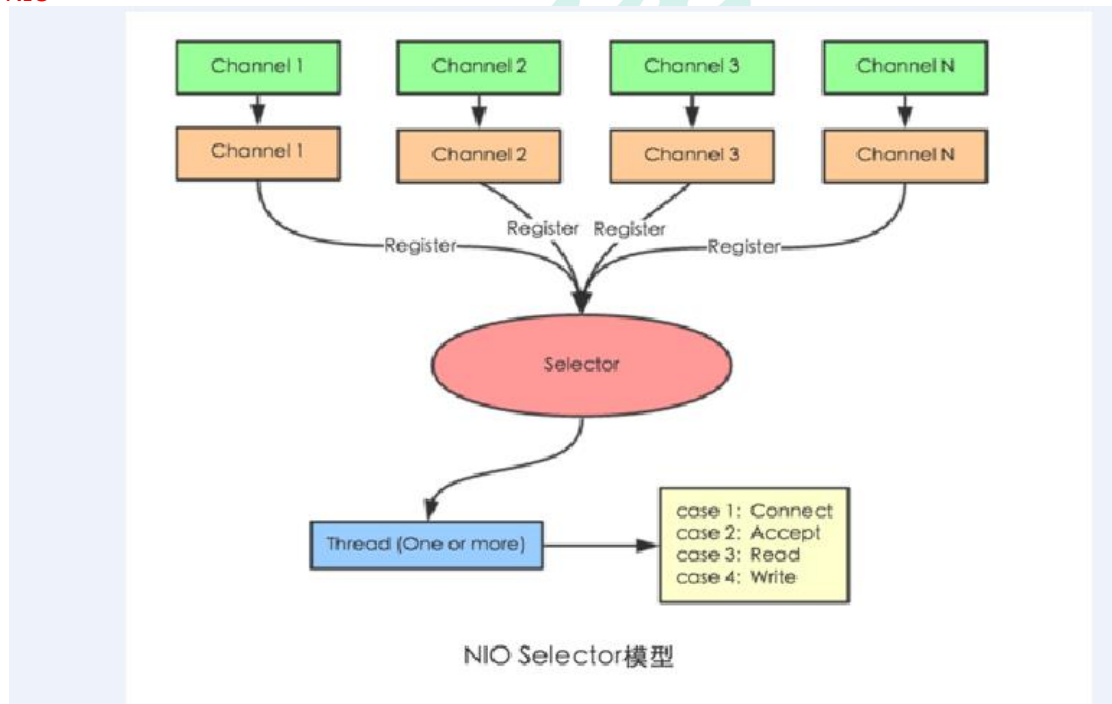 Channel 1
Channel 2
Channel 3
Channel N
Channel 1
Channel 2
Channel 3
Channel N
Register
Register
Register
Register
Selector
Thread (One or more)
case 1: Connect
case 2: Accept
case 3: Read
case 4: Write
NIO Selector模型